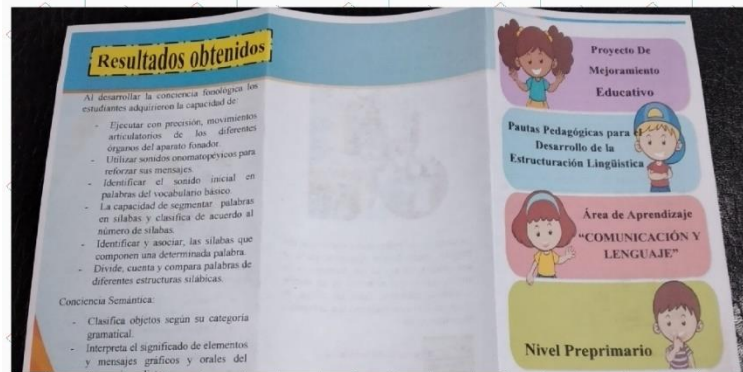 Resultados obtenidos
Al desarrollar la conciencia fonológica los
estudiantes adquirieron la capacidad de:
- Ejecutar con precisión, movimientos
articulatorios de los diferentes
órganos del aparato fonador.
- Utilizar sonidos onomatopéyicos para
reforzar sus mensajes.
- Identificar el sonido inicial en
palabras del vocabulario básico.
- La capacidad de segmentar palabras
en sílabas y clasifica de acuerdo al
número de sílabas.
- Identificar y asociar, las sílabas que
componen una determinada palabra.
- Divide, cuenta y compara palabras de
diferentes estructuras silábicas.
Conciencia Semántica:
- Clasifica objetos según su categoría
gramatical.
- Interpreta el significado de elementos
y mensajes gráficos y orales del
Proyecto De
Mejoramiento
Educativo
Pautas Pedagógicas para el
Desarrollo de la
Estructuración Lingüística
Área de Aprendizaje
“COMUNICACIÓN Y
LENGUAJE”
Nivel Preprimario